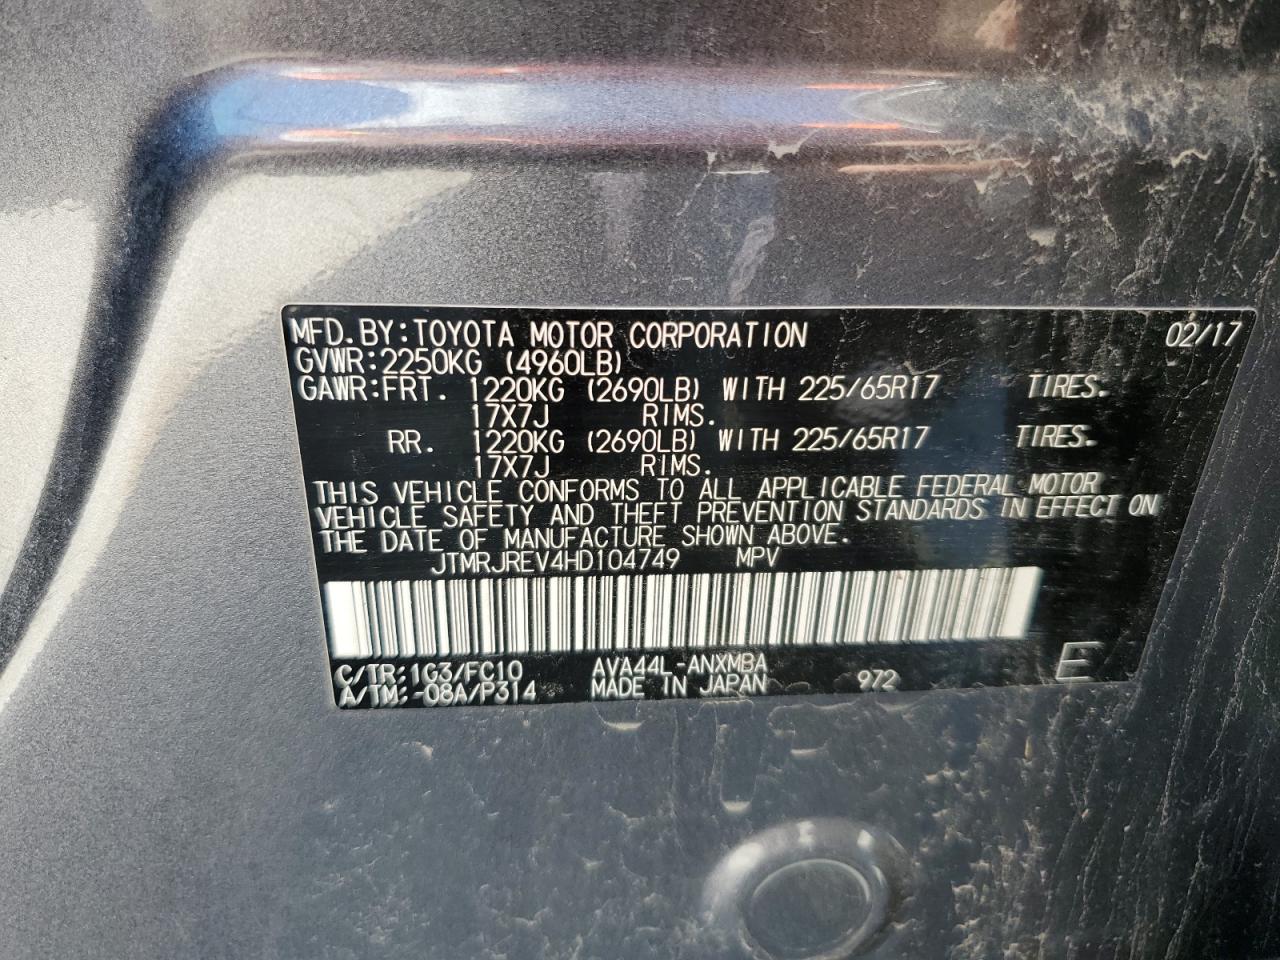 MFD.BY:TOYOTA MOTOR CORPORATION 02/17
GVWR:2250KG (4960LB)
GAWR:FRT. 1220KG (2690LB) WITH 225/65R17 TIRES.
17X7J RIMS.
RR. 1220KG (2690LB) WITH 225/65R17 TIRES.
17X7J RIMS.
THIS VEHICLE CONFORMS TO ALL APPLICABLE FEDERAL MOTOR
VEHICLE SAFETY AND THEFT PREVENTION STANDARDS IN EFFECT ON
THE DATE OF MANUFACTURE SHOWN ABOVE.
JTMRJREV4HD104749 MPV
C/TR:1G3/FC10 AVA44L-ANXMBA
A/TM:-08A/P314 MADE IN JAPAN 972 E